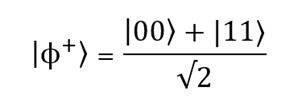 |ϕ⁺⟩ = |00⟩ + |11⟩ / √2